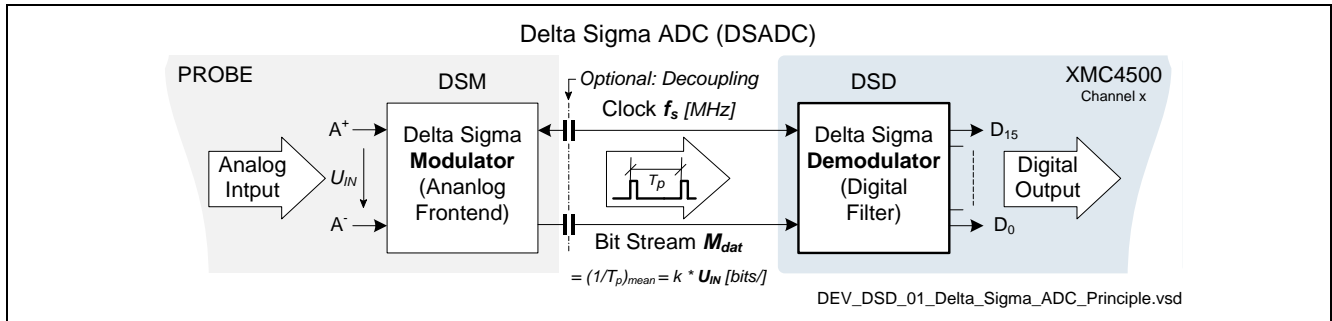 Delta Sigma ADC (DSADC)
PROBE
DSM
Optional: Decoupling
Clock fs [MHz]
DSD
XMC4500
Channel x
A+
UIN
A-
Analog
Intput
Delta Sigma
Modulator
(Ananlog
Frontend)
Tp
Delta Sigma
Demodulator
(Digital
Filter)
D15
D0
Digital
Output
Bit Stream Mdat
= (1/Tp)mean = k * UIN [bits/]
DEV_DSD_01_Delta_Sigma_ADC_Principle.vsd